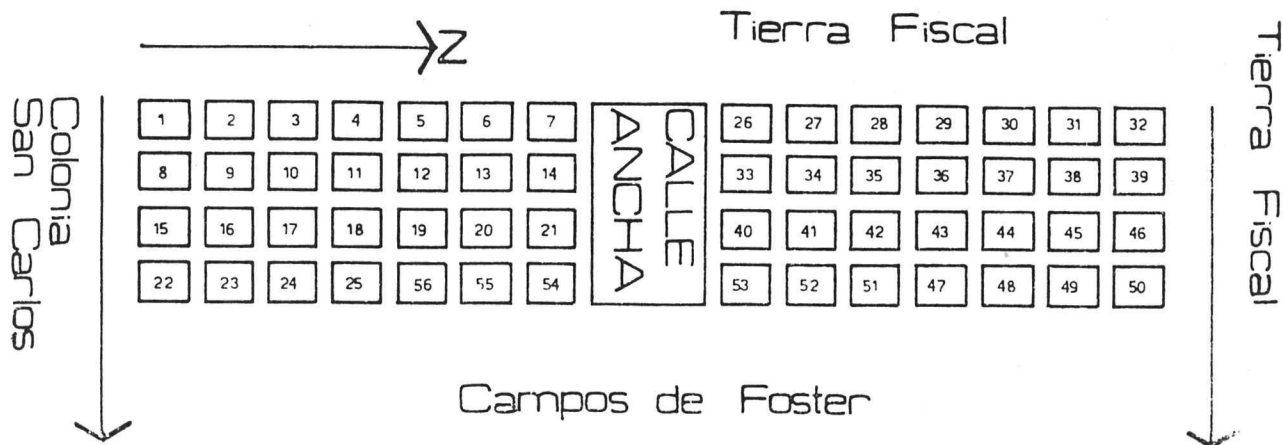 Tierra Fiscal
Z
Tierra Fiscal
Colonia
San Carlos
1 2 3 4 5 6 7
CALLE
ANCHA
26 27 28 29 30 31 32
8 9 10 11 12 13 14
33 34 35 36 37 38 39
15 16 17 18 19 20 21
40 41 42 43 44 45 46
22 23 24 25 56 55 54
53 52 51 47 48 49 50
Campos de Foster